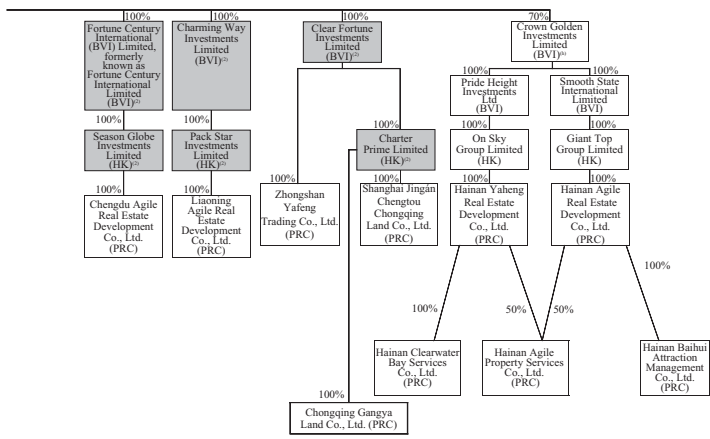 100%
Fortune Century
International
(BVI) Limited,
formerly
known as
Fortune Century
International
Limited
(BVI)⁽²⁾
100%
Charming Way
Investments
Limited
(BVI)⁽²⁾
100%
Clear Fortune
Investments
Limited
(BVI)⁽²⁾
70%
Crown Golden
Investments
Limited
(BVI)⁽⁶⁾
100%
Pride Height
Investments
Ltd
(BVI)
100%
Smooth State
International
Limited
(BVI)
100%
Season Globe
Investments
Limited
(HK)⁽²⁾
100%
Pack Star
Investments
Limited
(HK)⁽²⁾
100%
Charter
Prime Limited
(HK)⁽²⁾
100%
On Sky
Group Limited
(HK)
100%
Giant Top
Group Limited
(HK)
100%
Chengdu Agile
Real Estate
Development
Co., Ltd.
(PRC)
100%
Liaoning
Agile Real
Estate
Development
Co., Ltd.
(PRC)
100%
Zhongshan
Yafeng
Trading Co., Ltd.
(PRC)
100%
Shanghai Jingán
Chengtou
Chongqing
Land Co., Ltd.
(PRC)
100%
Hainan Yaheng
Real Estate
Development
Co., Ltd.
(PRC)
100%
Hainan Agile
Real Estate
Development
Co., Ltd.
(PRC)
100%
50%
50%
100%
Hainan Clearwater
Bay Services
Co., Ltd.
(PRC)
Hainan Agile
Property Services
Co., Ltd.
(PRC)
Hainan Baihui
Attraction
Management
Co., Ltd.
(PRC)
100%
Chongqing Gangya
Land Co., Ltd. (PRC)